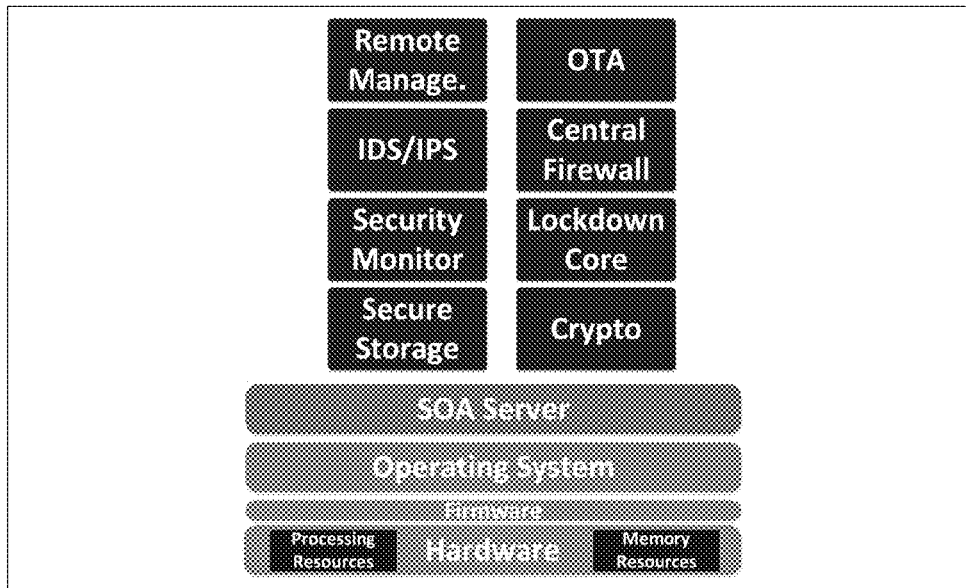 Remote
Manage.
OTA
IDS/IPS
Central
Firewall
Security
Monitor
Lockdown
Core
Secure
Storage
Crypto
SOA Server
Operating System
Firmware
Processing
Resources
Hardware
Memory
Resources